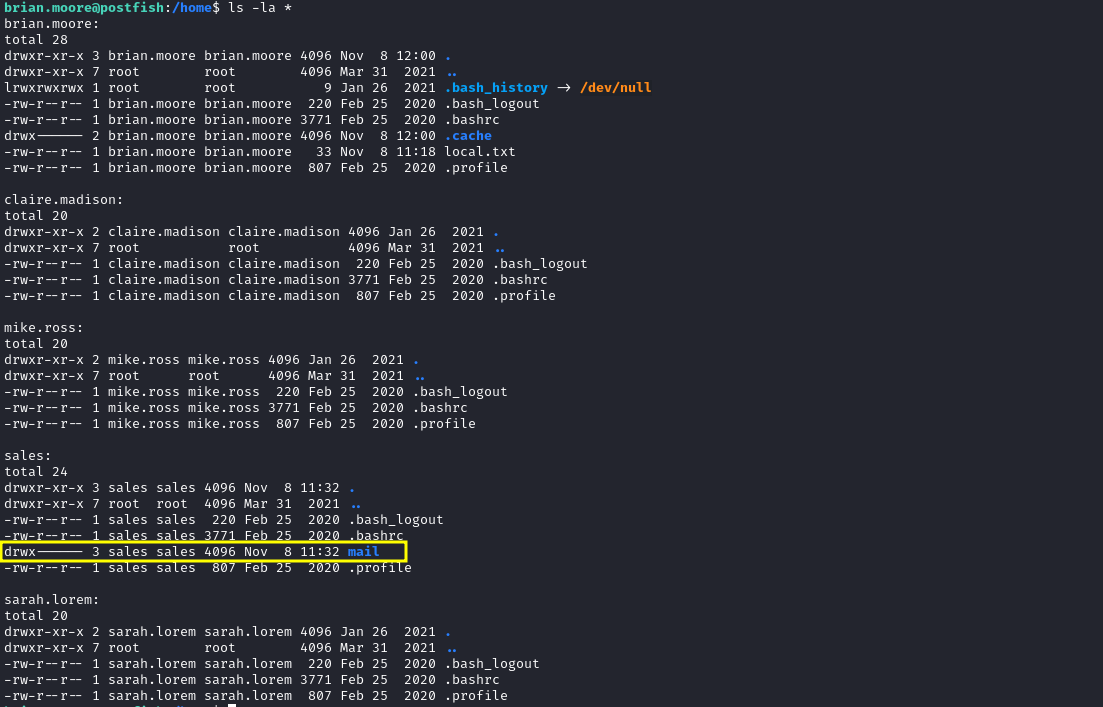 brian.moore@postfish:/home$ ls -la *
brian.moore:
total 28
drwxr-xr-x 3 brian.moore brian.moore 4096 Nov  8 12:00 .
drwxr-xr-x 7 root        root        4096 Mar 31  2021 ..
lrwxrwxrwx 1 root        root           9 Jan 26  2021 .bash_history -> /dev/null
-rw-r--r-- 1 brian.moore brian.moore  220 Feb 25  2020 .bash_logout
-rw-r--r-- 1 brian.moore brian.moore 3771 Feb 25  2020 .bashrc
drwx------ 2 brian.moore brian.moore 4096 Nov  8 12:00 .cache
-rw-r--r-- 1 brian.moore brian.moore   33 Nov  8 11:18 local.txt
-rw-r--r-- 1 brian.moore brian.moore  807 Feb 25  2020 .profile

claire.madison:
total 20
drwxr-xr-x 2 claire.madison claire.madison 4096 Jan 26  2021 .
drwxr-xr-x 7 root           root           4096 Mar 31  2021 ..
-rw-r--r-- 1 claire.madison claire.madison  220 Feb 25  2020 .bash_logout
-rw-r--r-- 1 claire.madison claire.madison 3771 Feb 25  2020 .bashrc
-rw-r--r-- 1 claire.madison claire.madison  807 Feb 25  2020 .profile

mike.ross:
total 20
drwxr-xr-x 2 mike.ross mike.ross 4096 Jan 26  2021 .
drwxr-xr-x 7 root      root      4096 Mar 31  2021 ..
-rw-r--r-- 1 mike.ross mike.ross  220 Feb 25  2020 .bash_logout
-rw-r--r-- 1 mike.ross mike.ross 3771 Feb 25  2020 .bashrc
-rw-r--r-- 1 mike.ross mike.ross  807 Feb 25  2020 .profile

sales:
total 24
drwxr-xr-x 3 sales sales 4096 Nov  8 11:32 .
drwxr-xr-x 7 root  root  4096 Mar 31  2021 ..
-rw-r--r-- 1 sales sales  220 Feb 25  2020 .bash_logout
-rw-r--r-- 1 sales sales 3771 Feb 25  2020 .bashrc
drwx------ 3 sales sales 4096 Nov  8 11:32 mail
-rw-r--r-- 1 sales sales  807 Feb 25  2020 .profile

sarah.lorem:
total 20
drwxr-xr-x 2 sarah.lorem sarah.lorem 4096 Jan 26  2021 .
drwxr-xr-x 7 root        root        4096 Mar 31  2021 ..
-rw-r--r-- 1 sarah.lorem sarah.lorem  220 Feb 25  2020 .bash_logout
-rw-r--r-- 1 sarah.lorem sarah.lorem 3771 Feb 25  2020 .bashrc
-rw-r--r-- 1 sarah.lorem sarah.lorem  807 Feb 25  2020 .profile